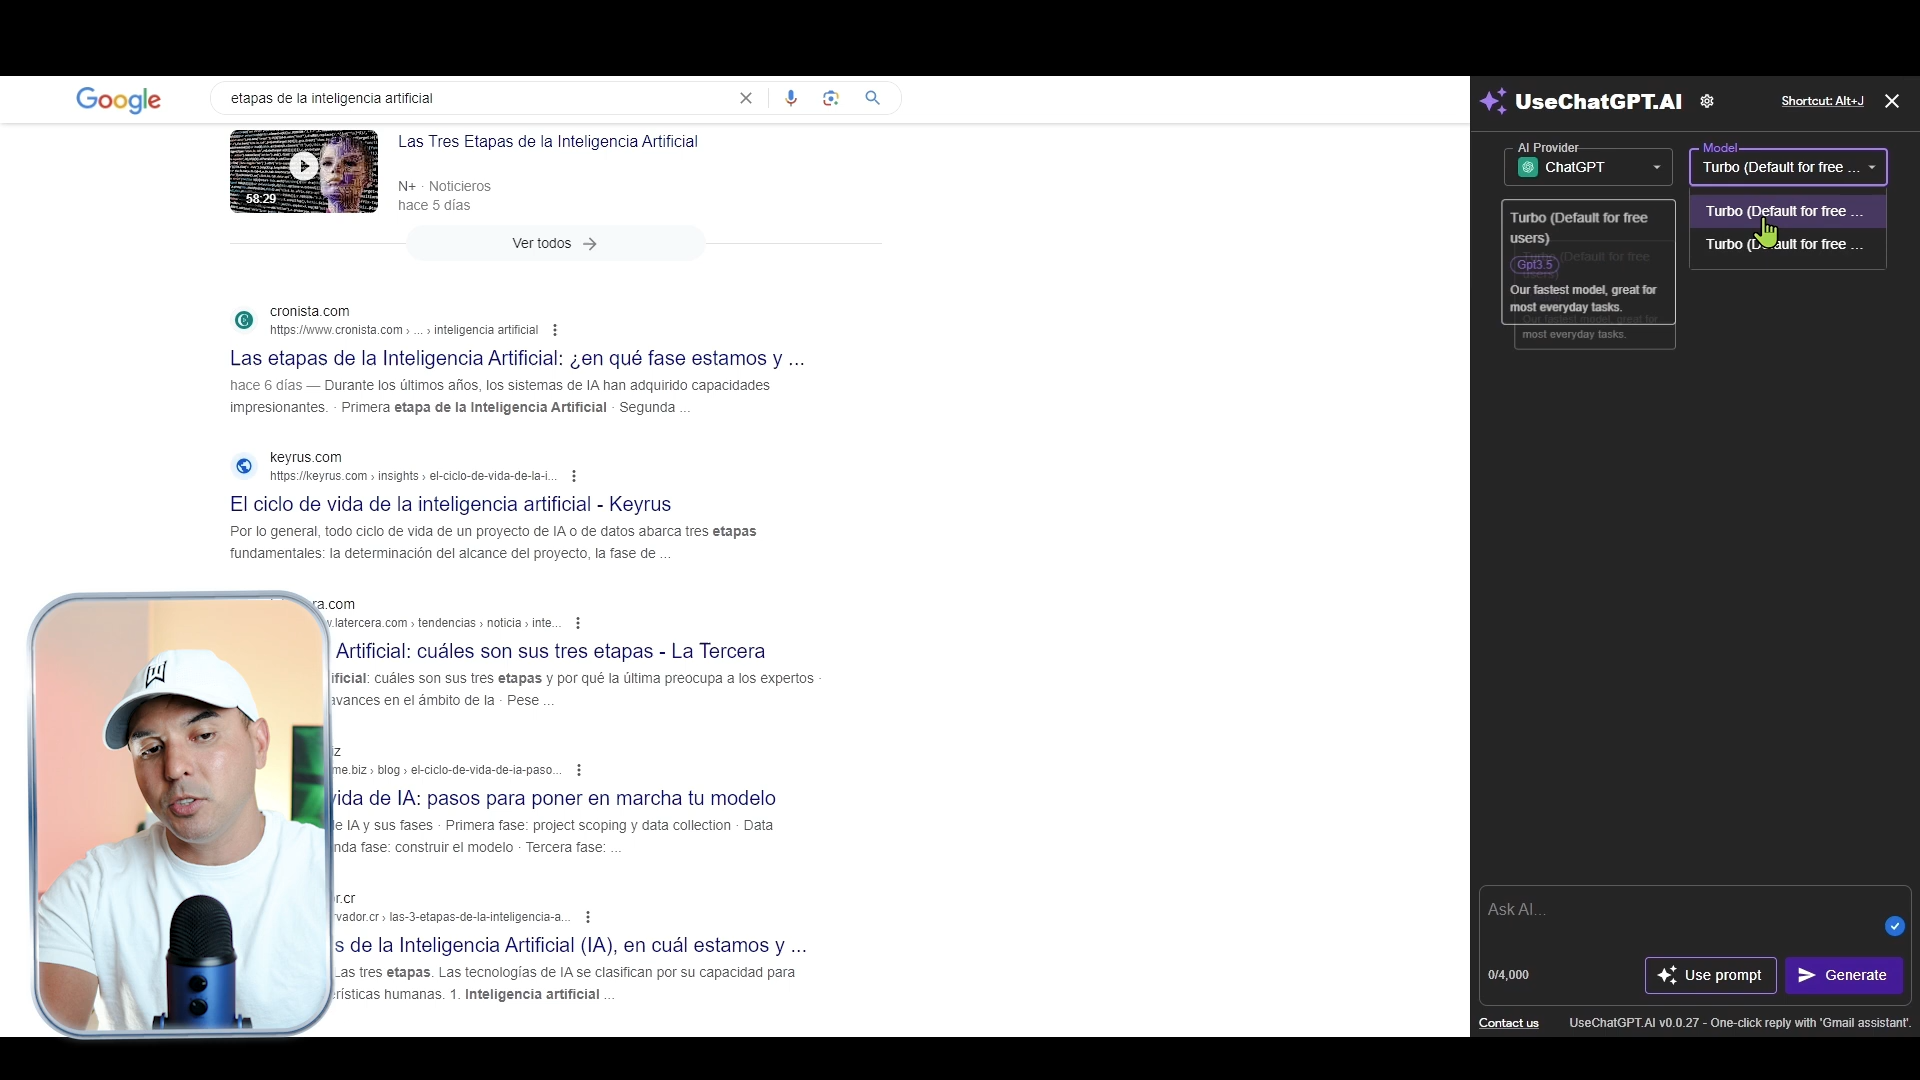 Google
etapas de la inteligencia artificial
Las Tres Etapas de la Inteligencia Artificial
N+ · Noticieros
hace 5 días
58:29
Ver todos
cronista.com
https://www.cronista.com › ... › inteligencia artificial
Las etapas de la Inteligencia Artificial: ¿en qué fase estamos y ...
hace 6 días — Durante los últimos años, los sistemas de IA han adquirido capacidades
impresionantes. · Primera etapa de la Inteligencia Artificial · Segunda ...
keyrus.com
https://keyrus.com › insights › el-ciclo-de-vida-de-la-i...
El ciclo de vida de la inteligencia artificial - Keyrus
Por lo general, todo ciclo de vida de un proyecto de IA o de datos abarca tres etapas
fundamentales: la determinación del alcance del proyecto, la fase de ...
ra.com
.latercera.com › tendencias › noticia › inte...
Artificial: cuáles son sus tres etapas - La Tercera
ificial: cuáles son sus tres etapas y por qué la última preocupa a los expertos ·
avances en el ámbito de la · Pese ...
iz
me.biz › blog › el-ciclo-de-vida-de-ia-paso...
vida de IA: pasos para poner en marcha tu modelo
de IA y sus fases · Primera fase: project scoping y data collection · Data
nda fase: construir el modelo · Tercera fase: ...
r.cr
rvador.cr › las-3-etapas-de-la-inteligencia-a...
s de la Inteligencia Artificial (IA), en cuál estamos y ...
Las tres etapas. Las tecnologías de IA se clasifican por su capacidad para
rísticas humanas. 1. Inteligencia artificial ...
UseChatGPT.AI
Shortcut: Alt+J
AI Provider
ChatGPT
Model
Turbo (Default for free ...
Turbo (Default for free ...
Turbo (Default for free ...
Turbo (Default for free
users)
Gpt3.5
Our fastest model, great for
most everyday tasks.
Our fastest model, great for
most everyday tasks.
Ask AI...
0/4,000
Use prompt
Generate
Contact us
UseChatGPT.AI v0.0.27 - One-click reply with 'Gmail assistant'.